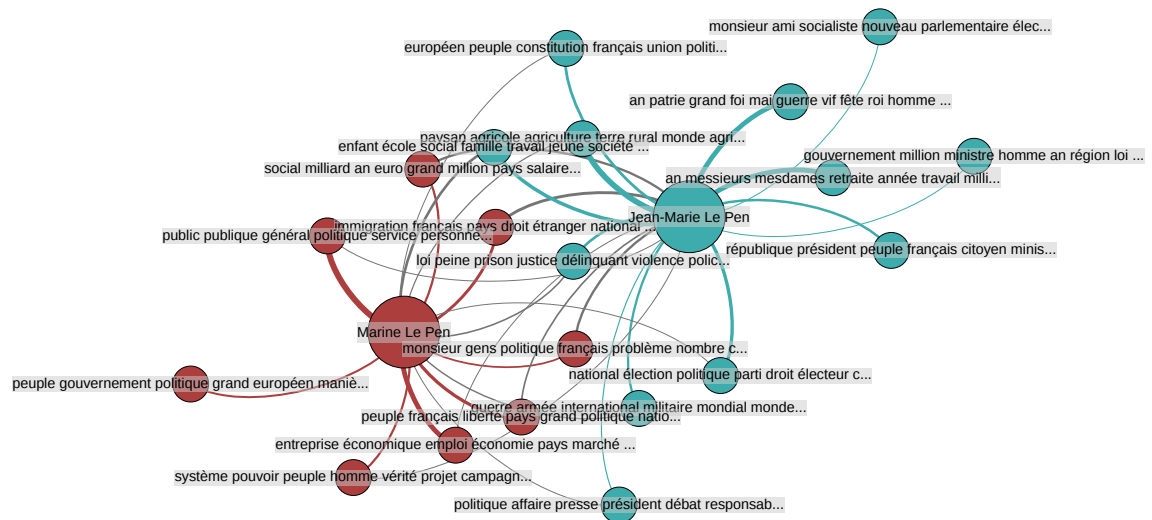 monsieur ami socialiste nouveau parlementaire élec...
européen peuple constitution français union politi...
an patrie grand foi mai guerre vif fête roi homme ...
paysan agricole agriculture terre rural monde agri...
enfant école social famille travail jeune société ...
gouvernement million ministre homme an région loi ...
social milliard an euro grand million pays salaire...
an messieurs mesdames retraite année travail milli...
Jean-Marie Le Pen
immigration français pays droit étranger national ...
public publique général politique service personne...
république président peuple français citoyen minis...
loi peine prison justice délinquant violence polic...
Marine Le Pen
monsieur gens politique français problème nombre c...
national élection politique parti droit électeur c...
peuple gouvernement politique grand européen maniè...
guerre armée international militaire mondial monde...
peuple français liberté pays grand politique natio...
entreprise économique emploi économie pays marché ...
système pouvoir peuple homme vérité projet campagn...
politique affaire presse président débat responsab...